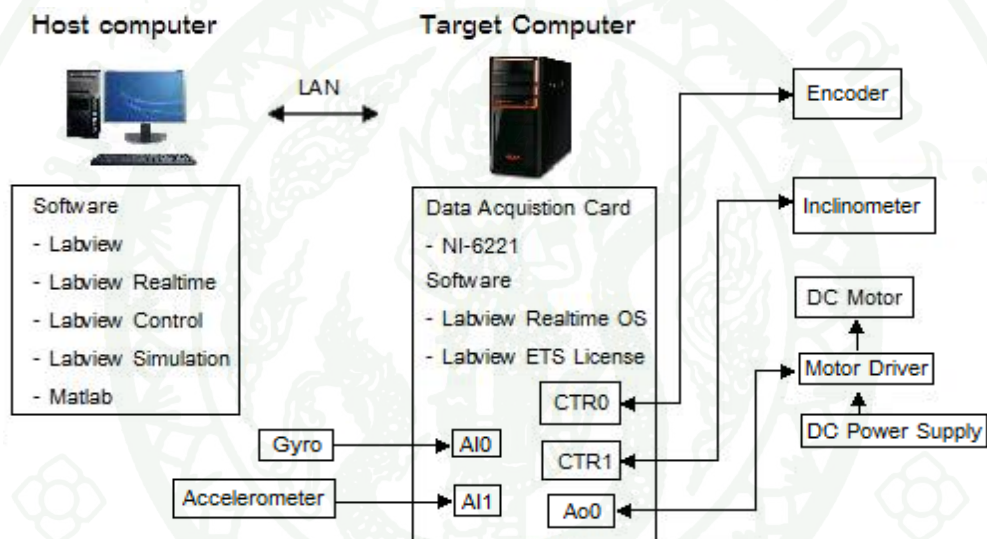 Host computer
Target Computer
LAN
Encoder
Inclinometer
Software
- Labview
- Labview Realtime
- Labview Control
- Labview Simulation
- Matlab
Data Acquistion Card
- NI-6221
Software
- Labview Realtime OS
- Labview ETS License
DC Motor
Motor Driver
DC Power Supply
CTR0
CTR1
Ao0
Gyro
AI0
Accelerometer
AI1